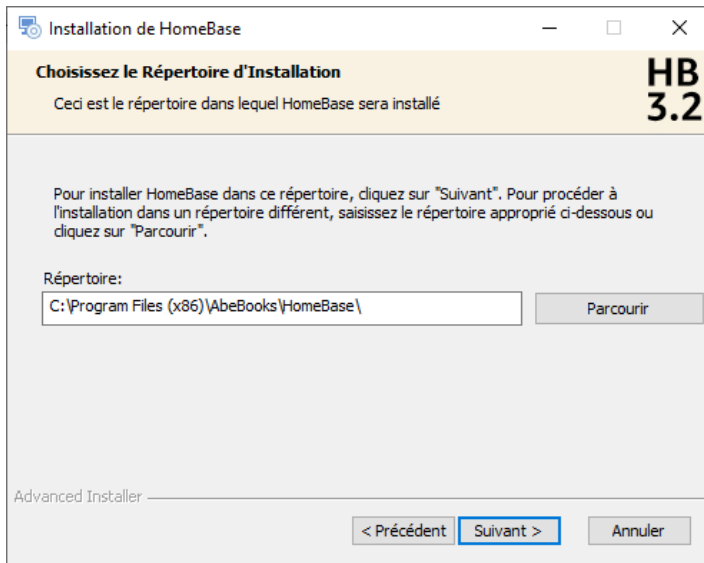 Installation de HomeBase
Choisissez le Répertoire d'Installation
Ceci est le répertoire dans lequel HomeBase sera installé
HB
3.2
Pour installer HomeBase dans ce répertoire, cliquez sur "Suivant". Pour procéder à
l'installation dans un répertoire différent, saisissez le répertoire approprié ci-dessous ou
cliquez sur "Parcourir".
Répertoire:
C:\Program Files (x86)\AbeBooks\HomeBase\
Parcourir
Advanced Installer
< Précédent
Suivant >
Annuler